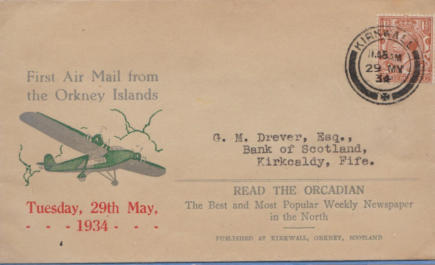 First Air Mail from
the Orkney Islands
Tuesday, 29th May,
- - - 1934 - - -
KIRKWALL
29 MY
34
G. M. Drever, Esq.,
Bank of Scotland,
Kirkcaldy, Fife.
READ THE ORCADIAN
The Best and Most Popular Weekly Newspaper
in the North
PUBLISHED AT KIRKWALL, ORKNEY, SCOTLAND